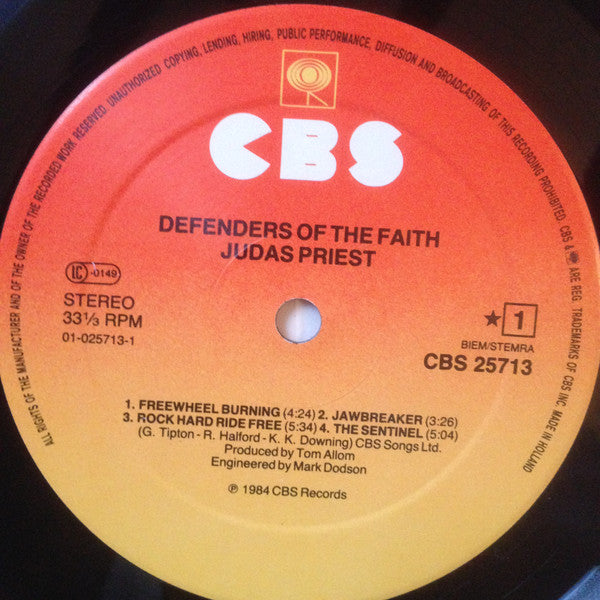 ALL RIGHTS OF THE MANUFACTURER AND OF THE OWNER OF THE RECORDED WORK RESERVED. UNAUTHORIZED COPYING, LENDING, HIRING, PUBLIC PERFORMANCE, DIFFUSION AND BROADCASTING OF THIS RECORDING PROHIBITED. CBS & ARE REG. TRADEMARKS OF CBS INC. MADE IN HOLLAND
CBS
DEFENDERS OF THE FAITH
JUDAS PRIEST
LC-0149
STEREO
33⅓ RPM
01-025713-1
★1
BIEM/STEMRA
CBS 25713
1. FREEWHEEL BURNING (4:24) 2. JAWBREAKER (3:26)
3. ROCK HARD RIDE FREE (5:34) 4. THE SENTINEL (5:04)
(G. Tipton - R. Halford - K. K. Downing) CBS Songs Ltd.
Produced by Tom Allom
Engineered by Mark Dodson
℗ 1984 CBS Records